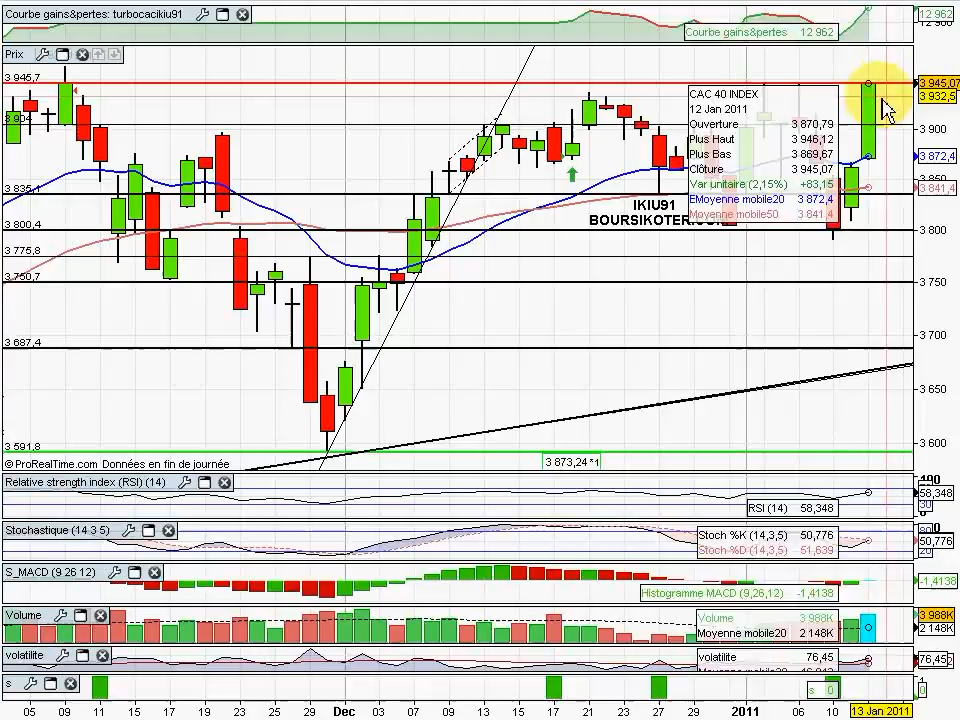 Courbe gains&pertes: turbocacikiu91
12 962
Courbe gains&pertes 12 962
Prix
3 945,7
3 904
3 835,1
3 800,4
3 775,8
3 750,7
3 687,4
3 591,8
CAC 40 INDEX
12 Jan 2011
Ouverture 3 870,79
Plus Haut 3 946,12
Plus Bas 3 869,67
Clôture 3 945,07
Var unitaire (2,15%) +83,15
EMoyenne mobile20 3 872,4
Moyenne mobile50 3 841,4
IKIU91
3 945,07
3 932,5
3 900
3 872,4
3 850
3 841,4
3 800
3 750
3 700
3 650
3 600
©ProRealTime.com Données en fin de journée
3 873,24 *1
Relative strength index (RSI) (14)
100
58,348
30
0
RSI (14) 58,348
Stochastique (14 3 5)
50,776
20
Stoch %K (14,3,5) 50,776
Stoch %D (14,3,5) 51,639
S_MACD (9 26 12)
-1,4138
Histogramme MACD (9,26,12) -1,4138
Volume
3 988K
2 148K
Volume 3 988K
Moyenne mobile20 2 148K
volatilite
76,45
volatilite 76,45
s
s 0
1
0
05 09 11 15 17 19 23 25 29 Dec 03 07 09 13 15 17 21 23 27 29 2011 06 10 13 Jan 2011